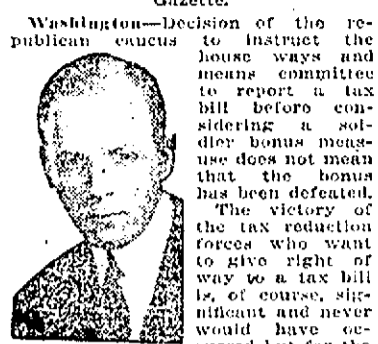 Gazette.
Washington—Decision of the re-
publican caucus to instruct the
house ways and
means committee
to report a tax
bill before con-
sidering a sol-
dier bonus meas-
use does not mean
that the bonus
has been defeated.
The victory of
the tax reduction
forces who want
to give right of
way to a tax bill
is, of course, sig-
nificant and never
would have oc-